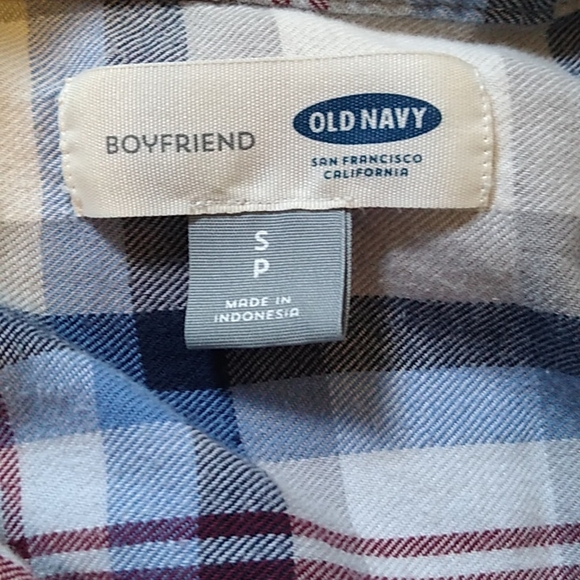 BOYFRIEND
OLD NAVY
SAN FRANCISCO
CALIFORNIA
S
P
MADE IN
INDONESIA